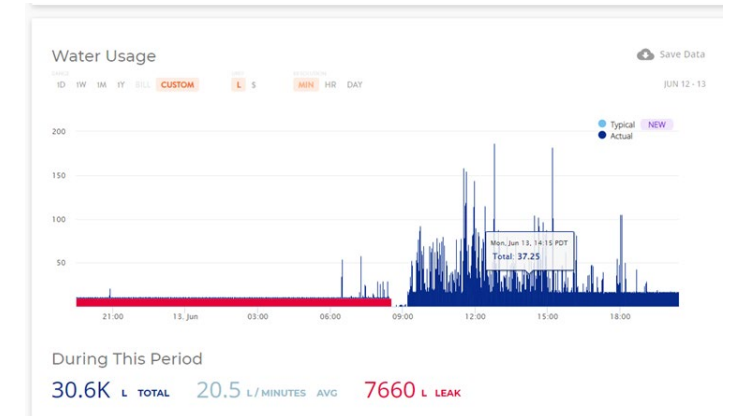 Water Usage
Save Data
1D 1W 1M 1Y BILL CUSTOM L $ MIN HR DAY JUN 12 - 13
Typical NEW
Actual
200
150
100
50
Mon, Jun 13, 14:15 PDT
Total: 37.25
21:00 13. Jun 03:00 06:00 09:00 12:00 15:00 18:00
During This Period
30.6K L TOTAL 20.5 L / MINUTES AVG 7660 L LEAK